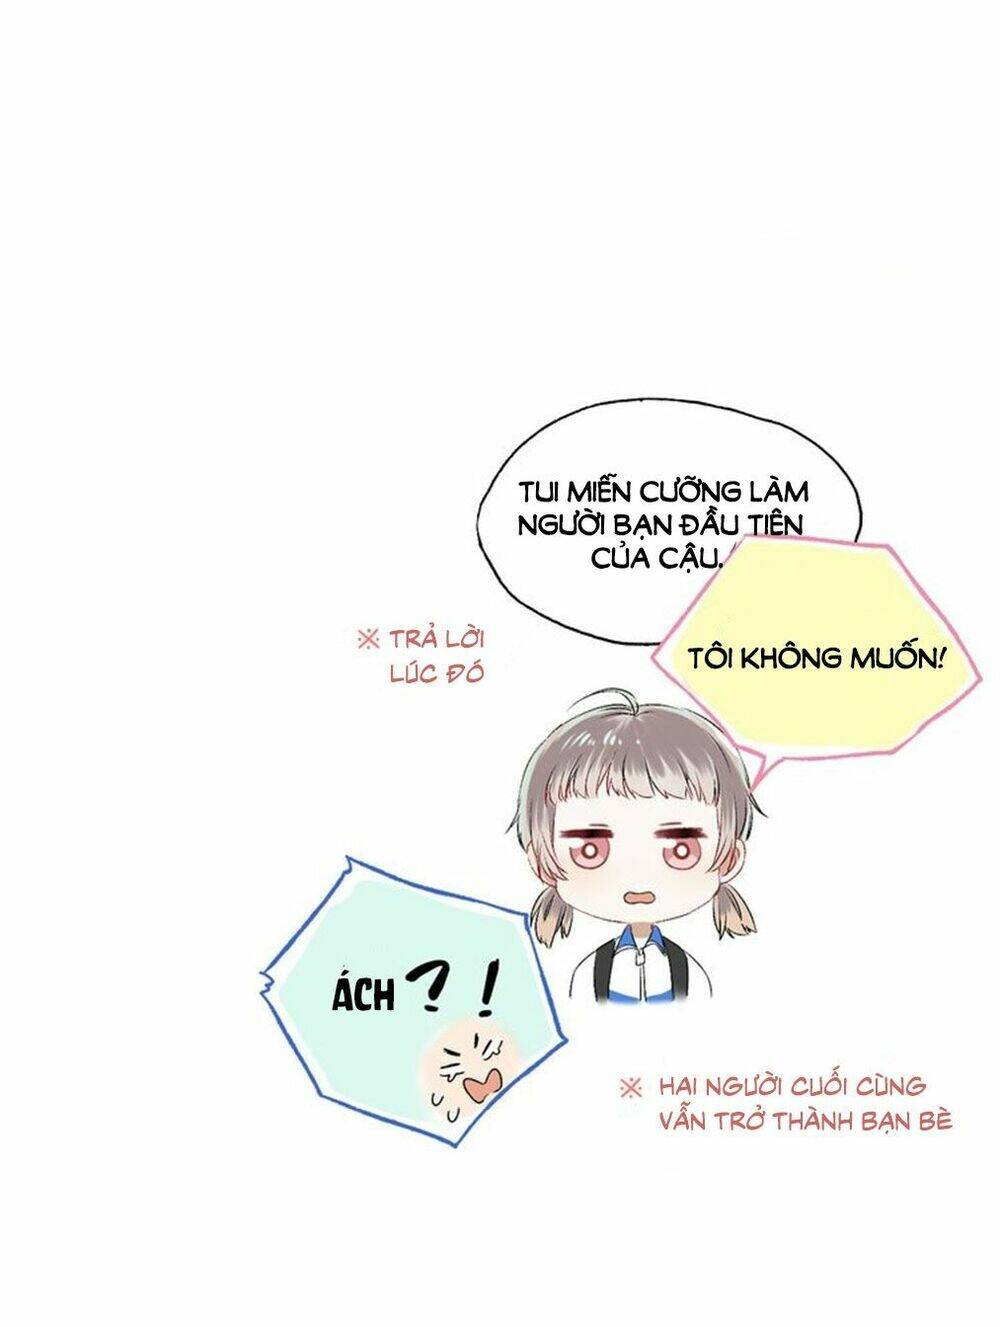 TUI MIỄN CƯỠNG LÀM
NGƯỜI BẠN ĐẦU TIÊN
CỦA CẬU.
※ TRẢ LỜI
LÚC ĐÓ
TÔI KHÔNG MUỐN!
ÁCH?!
※ HAI NGƯỜI CUỐI CÙNG
VẪN TRỞ THÀNH BẠN BÈ